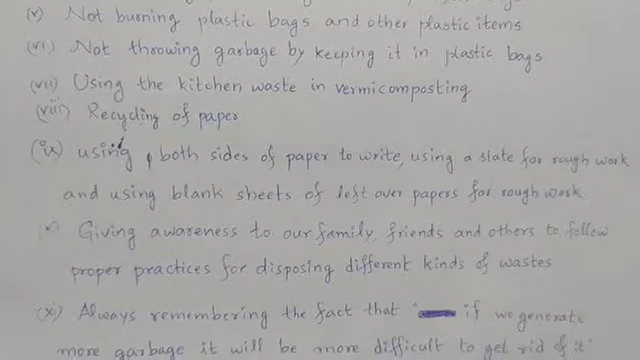 (v) Not burning plastic bags and other plastic items
(vi) Not throwing garbage by keeping it in plastic bags
(vii) Using the kitchen waste in vermicomposting
(viii) Recycling of paper
(ix) using both sides of paper to write, using a slate for rough work
and using blank sheets of left over papers for rough work
(x) Giving awareness to our family, friends and others to follow
proper practices for disposing different kinds of wastes
(xi) Always remembering the fact that "if we generate
more garbage it will be more difficult to get rid of it"